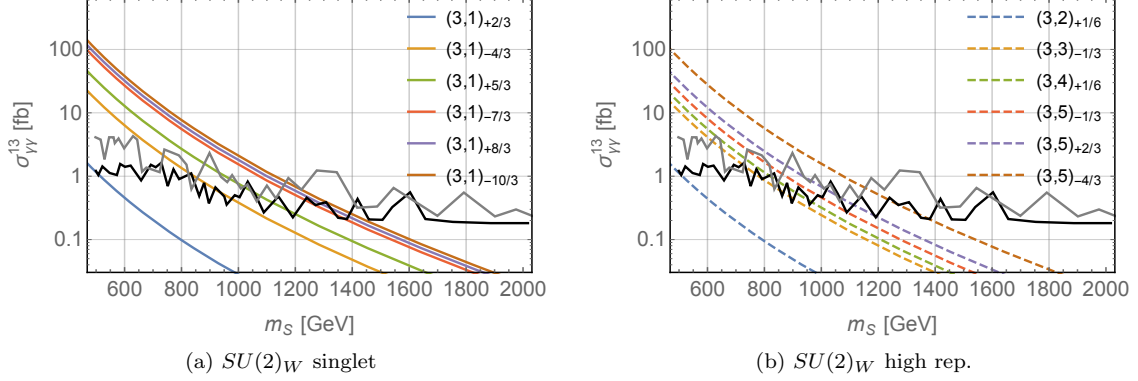 (3,1)+2/3
(3,1)−4/3
(3,1)+5/3
(3,1)−7/3
(3,1)+8/3
(3,1)−10/3
100
10
1
0.1
σ¹³γγ [fb]
600 800 1000 1200 1400 1600 1800 2000
mS [GeV]
(a) SU(2)W singlet
(3,2)+1/6
(3,3)−1/3
(3,4)+1/6
(3,5)−1/3
(3,5)+2/3
(3,5)−4/3
100
10
1
0.1
σ¹³γγ [fb]
600 800 1000 1200 1400 1600 1800 2000
mS [GeV]
(b) SU(2)W high rep.